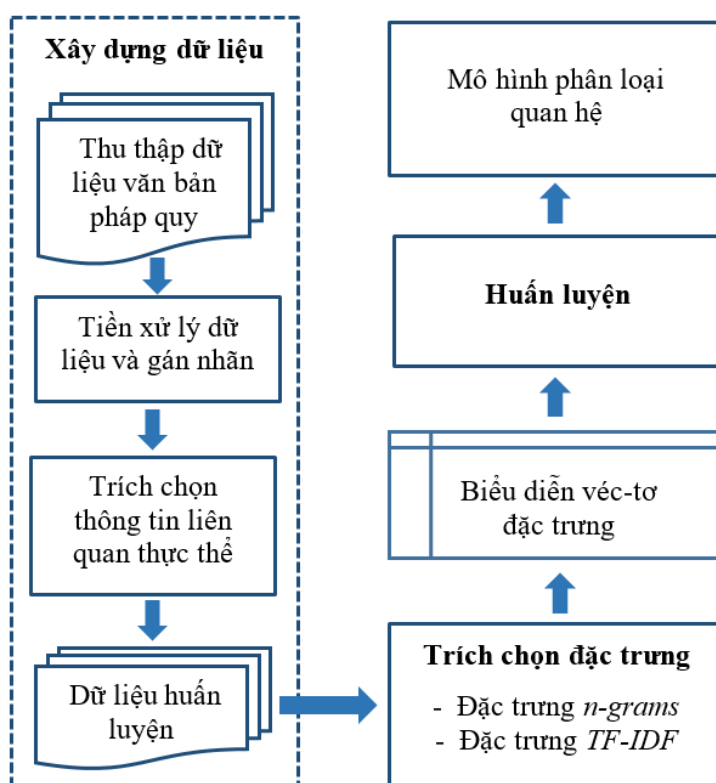 Xây dựng dữ liệu
Thu thập dữ
liệu văn bản
pháp quy
Tiền xử lý dữ
liệu và gán nhãn
Trích chọn
thông tin liên
quan thực thể
Dữ liệu huấn
luyện
Trích chọn đặc trưng
- Đặc trưng n-grams
- Đặc trưng TF-IDF
Biểu diễn véc-tơ
đặc trưng
Huấn luyện
Mô hình phân loại
quan hệ